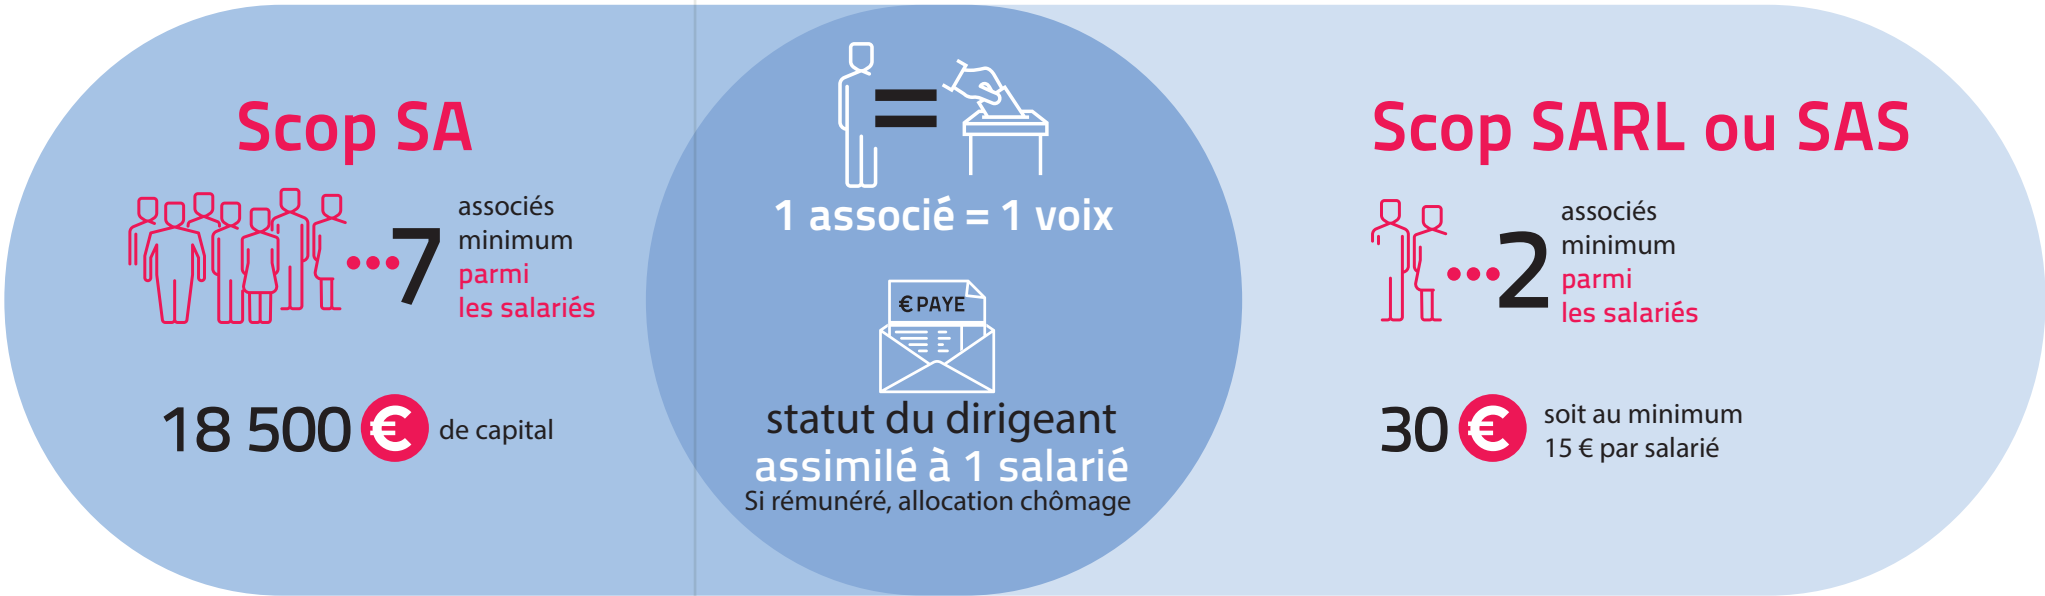 Scop SA
7
associés
minimum
parmi
les salariés
18 500 €
de capital
=
1 associé = 1 voix
€ PAYE
statut du dirigeant
assimilé à 1 salarié
Si rémunéré, allocation chômage
Scop SARL ou SAS
2
associés
minimum
parmi
les salariés
30 €
soit au minimum
15 € par salarié